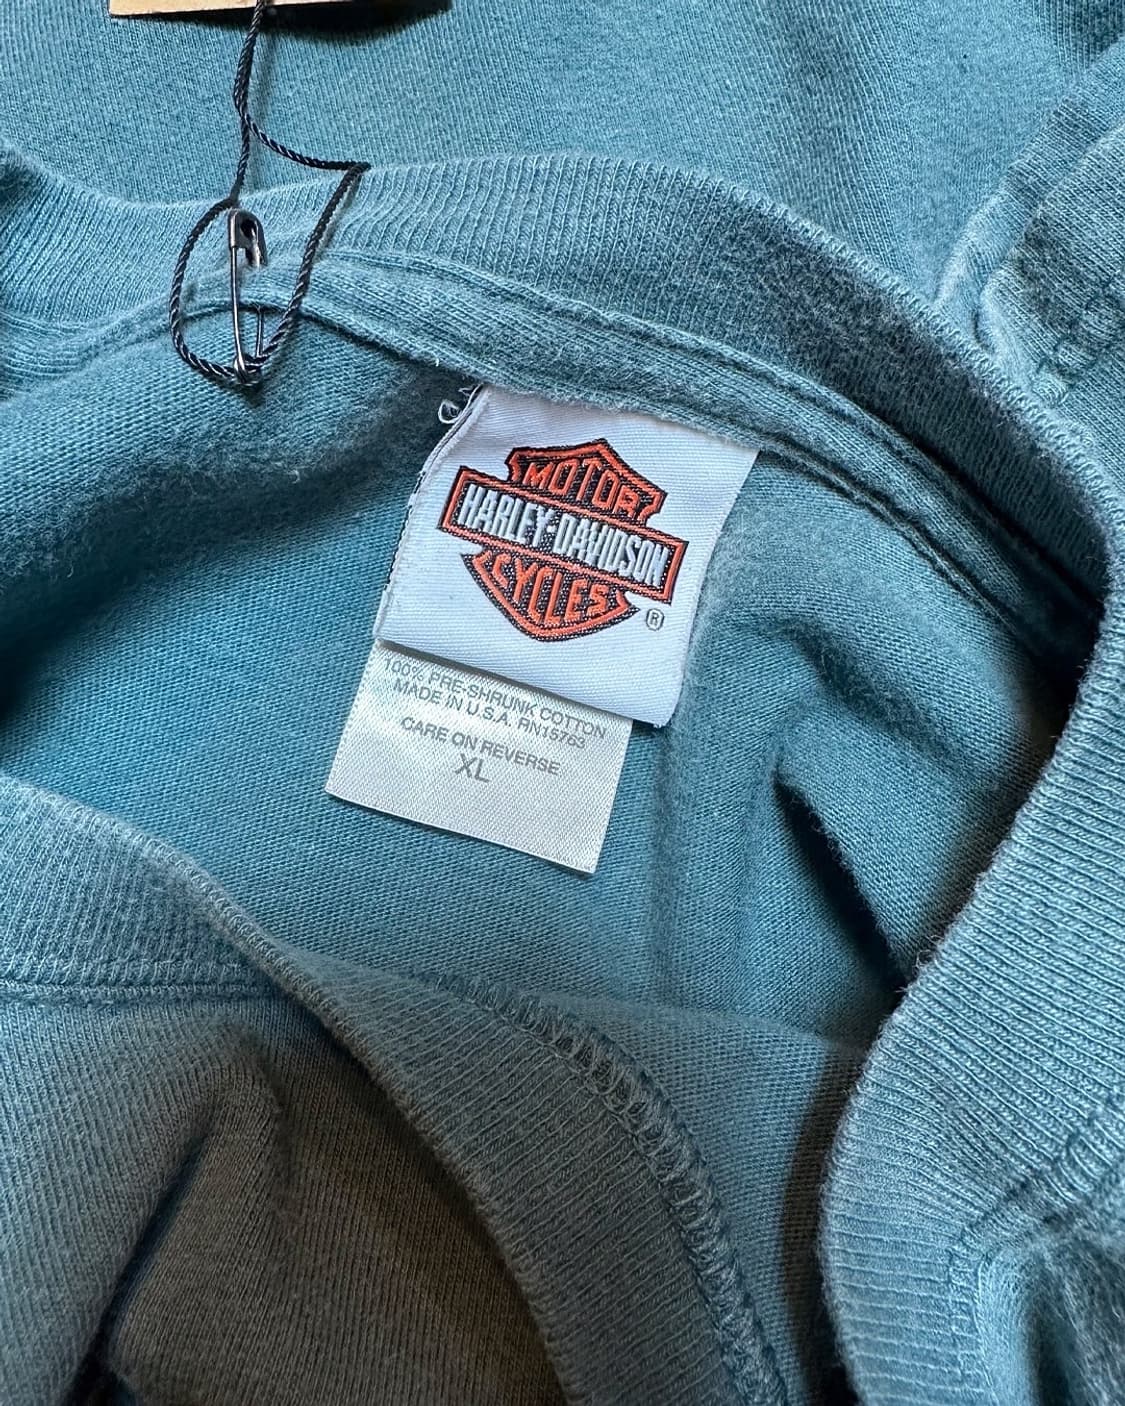 MOTOR
HARLEY-DAVIDSON
CYCLES
®
100% PRE-SHRUNK COTTON
MADE IN U.S.A. RN15763
CARE ON REVERSE
XL